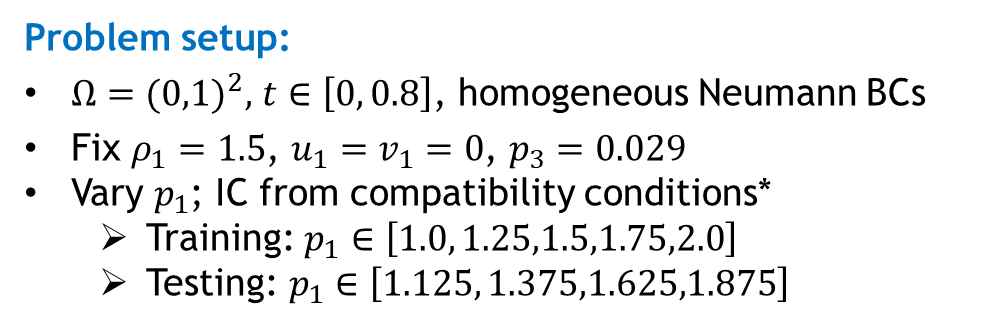 Problem setup:
• Ω = (0,1)², t ∈ [0, 0.8], homogeneous Neumann BCs
• Fix ρ₁ = 1.5, u₁ = v₁ = 0, p₃ = 0.029
• Vary p₁; IC from compatibility conditions*
➢ Training: p₁ ∈ [1.0, 1.25,1.5,1.75,2.0]
➢ Testing: p₁ ∈ [1.125, 1.375,1.625,1.875]